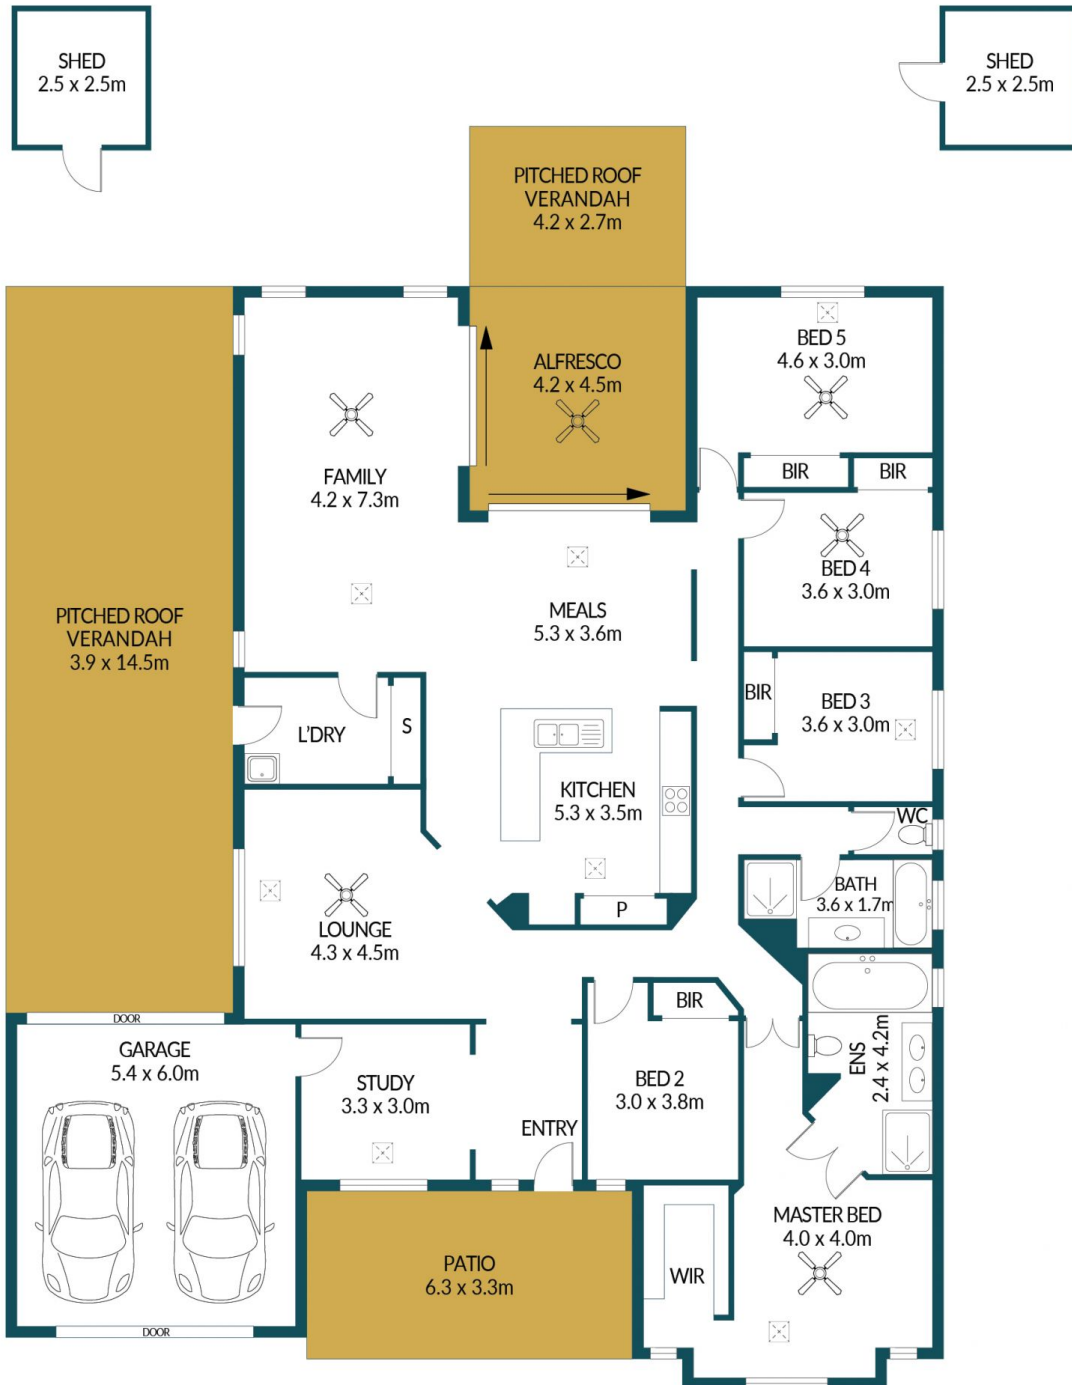 SHED
2.5 x 2.5m
SHED
2.5 x 2.5m
PITCHED ROOF
VERANDAH
4.2 x 2.7m
ALFRESCO
4.2 x 4.5m
BED 5
4.6 x 3.0m
FAMILY
4.2 x 7.3m
BIR
BIR
BED 4
3.6 x 3.0m
MEALS
5.3 x 3.6m
PITCHED ROOF
VERANDAH
3.9 x 14.5m
BIR
BED 3
3.6 x 3.0m
L'DRY
S
KITCHEN
5.3 x 3.5m
WC
BATH
3.6 x 1.7m
P
LOUNGE
4.3 x 4.5m
BIR
DOOR
GARAGE
5.4 x 6.0m
STUDY
3.3 x 3.0m
BED 2
3.0 x 3.8m
ENS
2.4 x 4.2m
ENTRY
MASTER BED
4.0 x 4.0m
PATIO
6.3 x 3.3m
WIR
DOOR